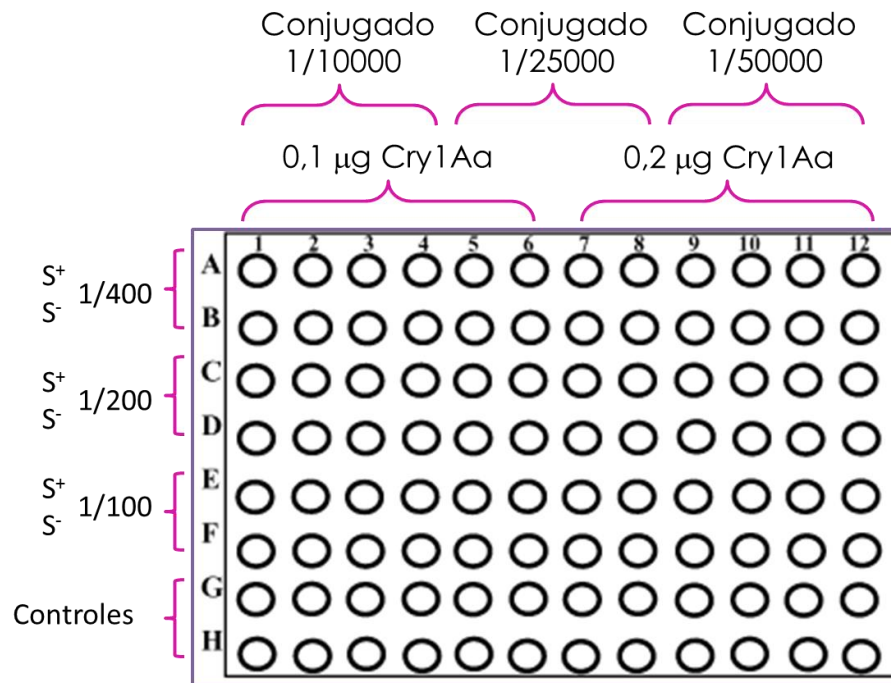 Conjugado
1/10000
Conjugado
1/25000
Conjugado
1/50000
0,1 µg Cry1Aa
0,2 µg Cry1Aa
1 2 3 4 5 6 7 8 9 10 11 12
A
S⁺
1/400
S⁻
B
C
S⁺
1/200
S⁻
D
E
S⁺
1/100
S⁻
F
G
Controles
H